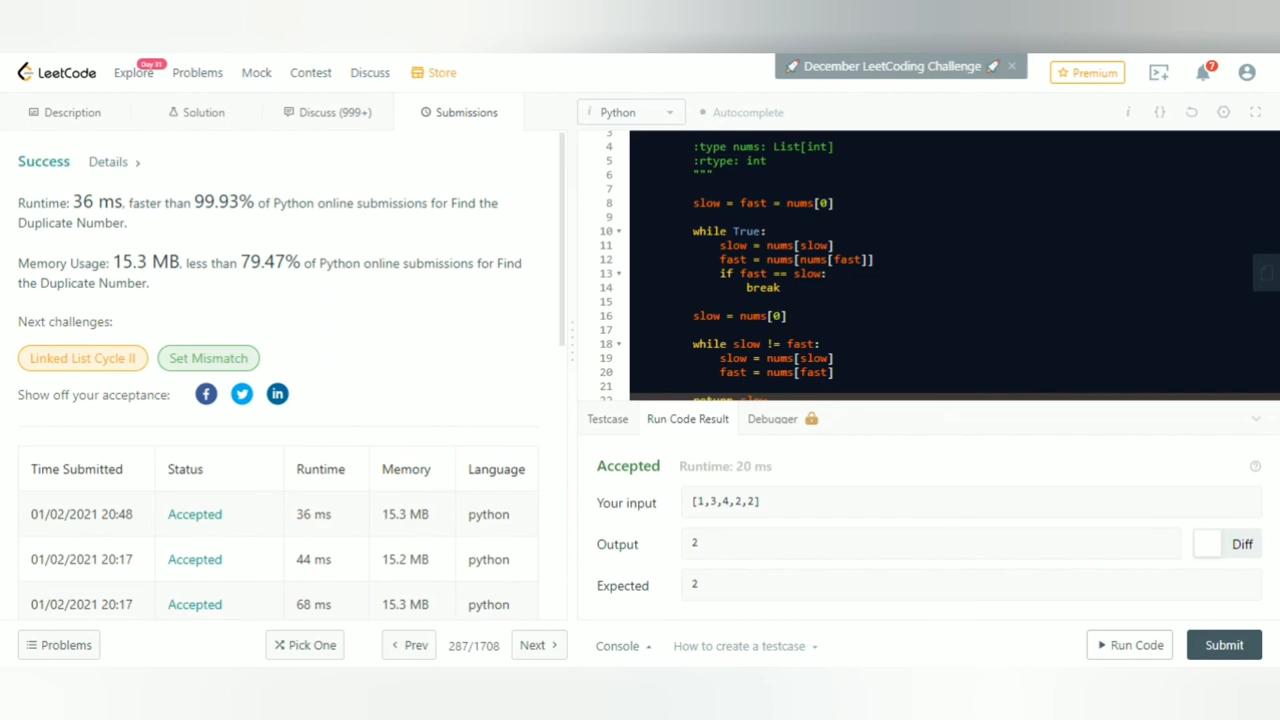 LeetCode
Explore
Day 31
Problems
Mock
Contest
Discuss
Store
December LeetCoding Challenge
Premium
7
Description
Solution
Discuss (999+)
Submissions
Python
Autocomplete
Success
Details
Runtime: 36 ms, faster than 99.93% of Python online submissions for Find the
Duplicate Number.
Memory Usage: 15.3 MB, less than 79.47% of Python online submissions for Find
the Duplicate Number.
Next challenges:
Linked List Cycle II
Set Mismatch
Show off your acceptance:
Time Submitted Status Runtime Memory Language
01/02/2021 20:48 Accepted 36 ms 15.3 MB python
01/02/2021 20:17 Accepted 44 ms 15.2 MB python
01/02/2021 20:17 Accepted 68 ms 15.3 MB python
3
4 :type nums: List[int]
5 :rtype: int
6 """
7
8 slow = fast = nums[0]
9
10 while True:
11 slow = nums[slow]
12 fast = nums[nums[fast]]
13 if fast == slow:
14 break
15
16 slow = nums[0]
17
18 while slow != fast:
19 slow = nums[slow]
20 fast = nums[fast]
21
22 return slow
Testcase
Run Code Result
Debugger
Accepted
Runtime: 20 ms
Your input
[1,3,4,2,2]
Output
2
Diff
Expected
2
Problems
Pick One
Prev
287/1708
Next
Console
How to create a testcase
Run Code
Submit